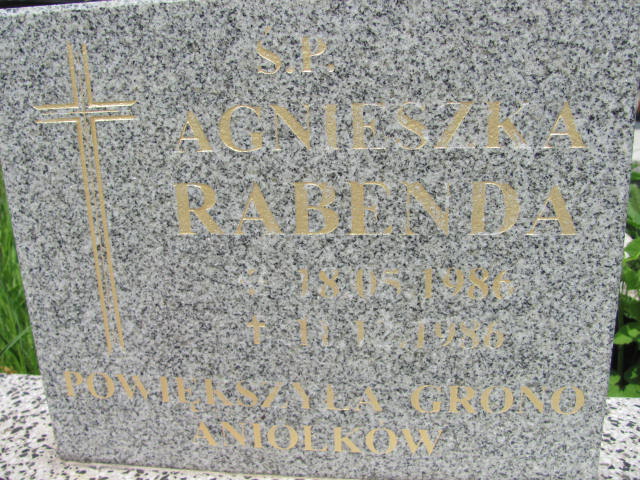 Ś.P.
AGNIESZKA
RABENDA
* 18.05.1986
† 11.12.1986
POWIĘKSZYŁA GRONO
ANIOŁKÓW